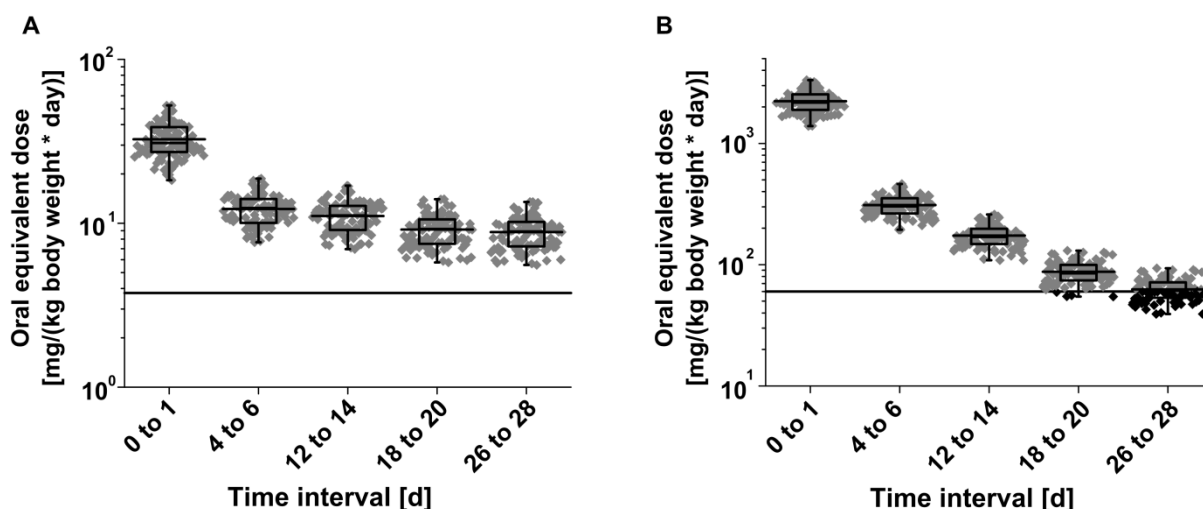 A
Oral equivalent dose
[mg/(kg body weight * day)]
10²
10¹
10⁰
0 to 1
4 to 6
12 to 14
18 to 20
26 to 28
Time interval [d]
B
Oral equivalent dose
[mg/(kg body weight * day)]
10³
10²
10¹
0 to 1
4 to 6
12 to 14
18 to 20
26 to 28
Time interval [d]